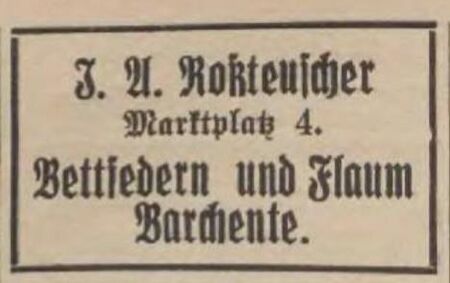 J. A. Roßteuscher
Marktplatz 4.
Bettfedern und Flaum
Barchente.